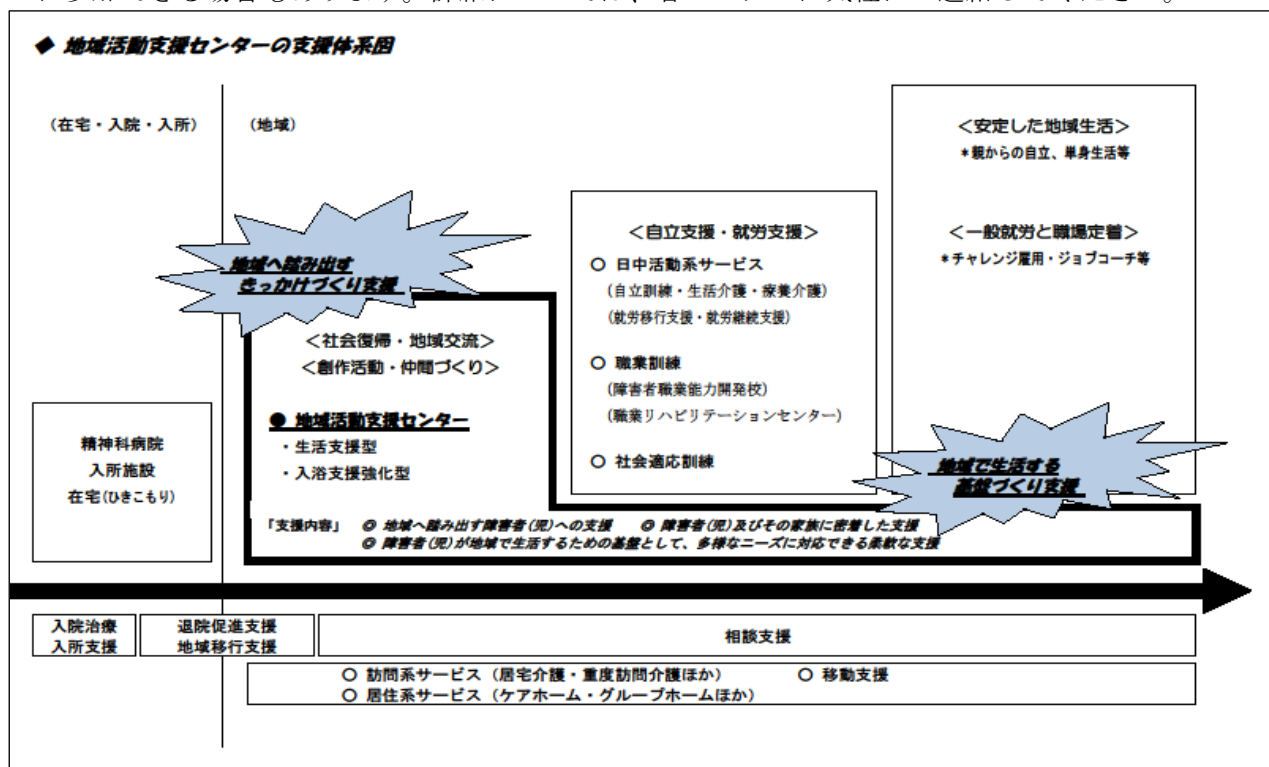 ◆ 地域活動支援センターの支援体系図
(在宅・入院・入所)
(地域)
＜安定した地域生活＞
＊親からの自立、単身生活等
＜一般就労と職場定着＞
＊チャレンジ雇用・ジョブコーチ等
＜自立支援・就労支援＞
○ 日中活動系サービス
(自立訓練・生活介護・療養介護)
(就労移行支援・就労継続支援)
○ 職業訓練
(障害者職業能力開発校)
(職業リハビリテーションセンター)
○ 社会適応訓練
地域へ踏み出す
きっかけづくり支援
＜社会復帰・地域交流＞
＜創作活動・仲間づくり＞
● 地域活動支援センター
・生活支援型
・入浴支援強化型
精神科病院
入所施設
在宅(ひきこもり)
地域で生活する
基盤づくり支援
「支援内容」 ◎ 地域へ踏み出す障害者(児)への支援 ◎ 障害者(児)及びその家族に密着した支援
◎ 障害者(児)が地域で生活するための基盤として、多様なニーズに対応できる柔軟な支援
入院治療
入所支援
退院促進支援
地域移行支援
相談支援
○ 訪問系サービス（居宅介護・重度訪問介護ほか） ○ 移動支援
○ 居住系サービス（ケアホーム・グループホームほか）